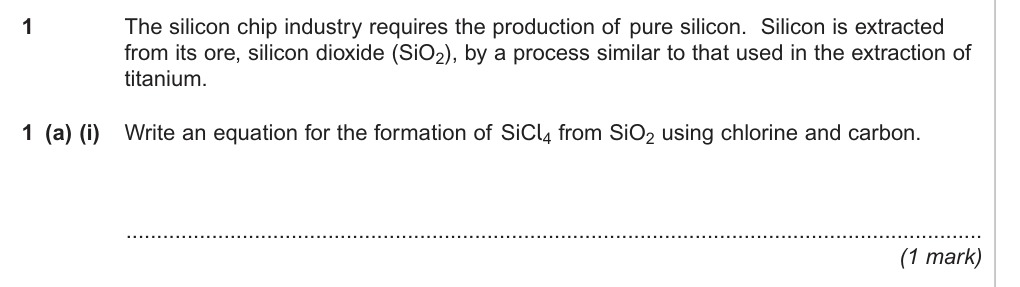 1 The silicon chip industry requires the production of pure silicon. Silicon is extracted
from its ore, silicon dioxide (SiO₂), by a process similar to that used in the extraction of
titanium.
1 (a) (i) Write an equation for the formation of SiCl₄ from SiO₂ using chlorine and carbon.
..............................................................................................................................................
(1 mark)